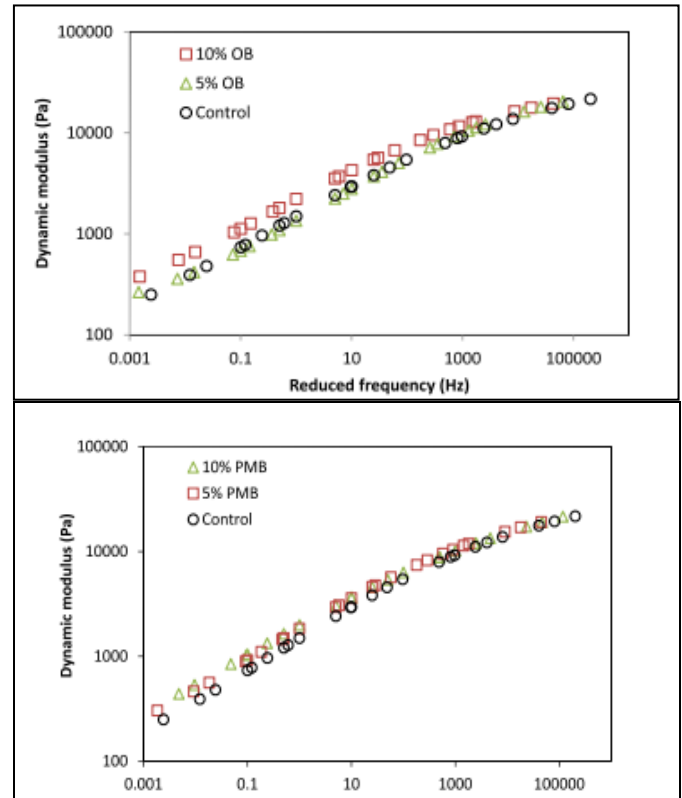 100000
10% OB
5% OB
Control
10000
1000
100
Dynamic modulus (Pa)
0.001 0.1 10 1000 100000
Reduced frequency (Hz)
100000
10% PMB
5% PMB
Control
10000
1000
100
Dynamic modulus (Pa)
0.001 0.1 10 1000 100000